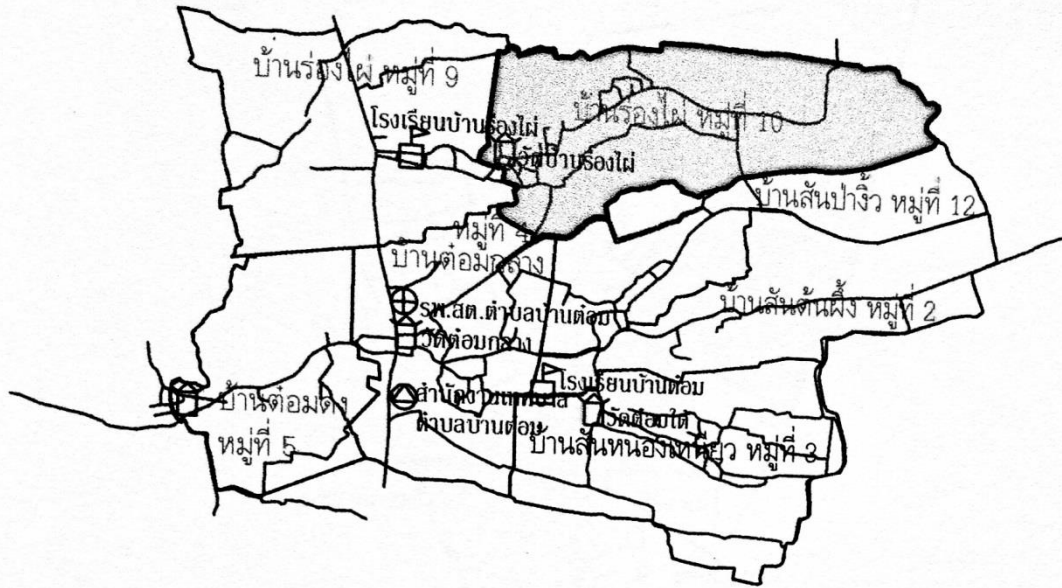 บ้านร่องไผ่ หมู่ที่ 9
บ้านร่องไผ่ หมู่ที่ 10
โรงเรียนบ้านร่องไผ่
วัดบ้านร่องไผ่
บ้านสันป่างิ้ว หมู่ที่ 12
หมู่ที่ 4
บ้านต๋อมกลาง
บ้านสันต้นผึ้ง หมู่ที่ 2
รพ.สต.ตำบลบ้านต๋อม
วัดต๋อมกลาง
โรงเรียนบ้านต๋อม
บ้านต๋อมดง
หมู่ที่ 5
สำนักงานเทศบาล
ตำบลบ้านต๋อม
วัดต๋อมใต้
บ้านสันหนองเหนียว หมู่ที่ 3